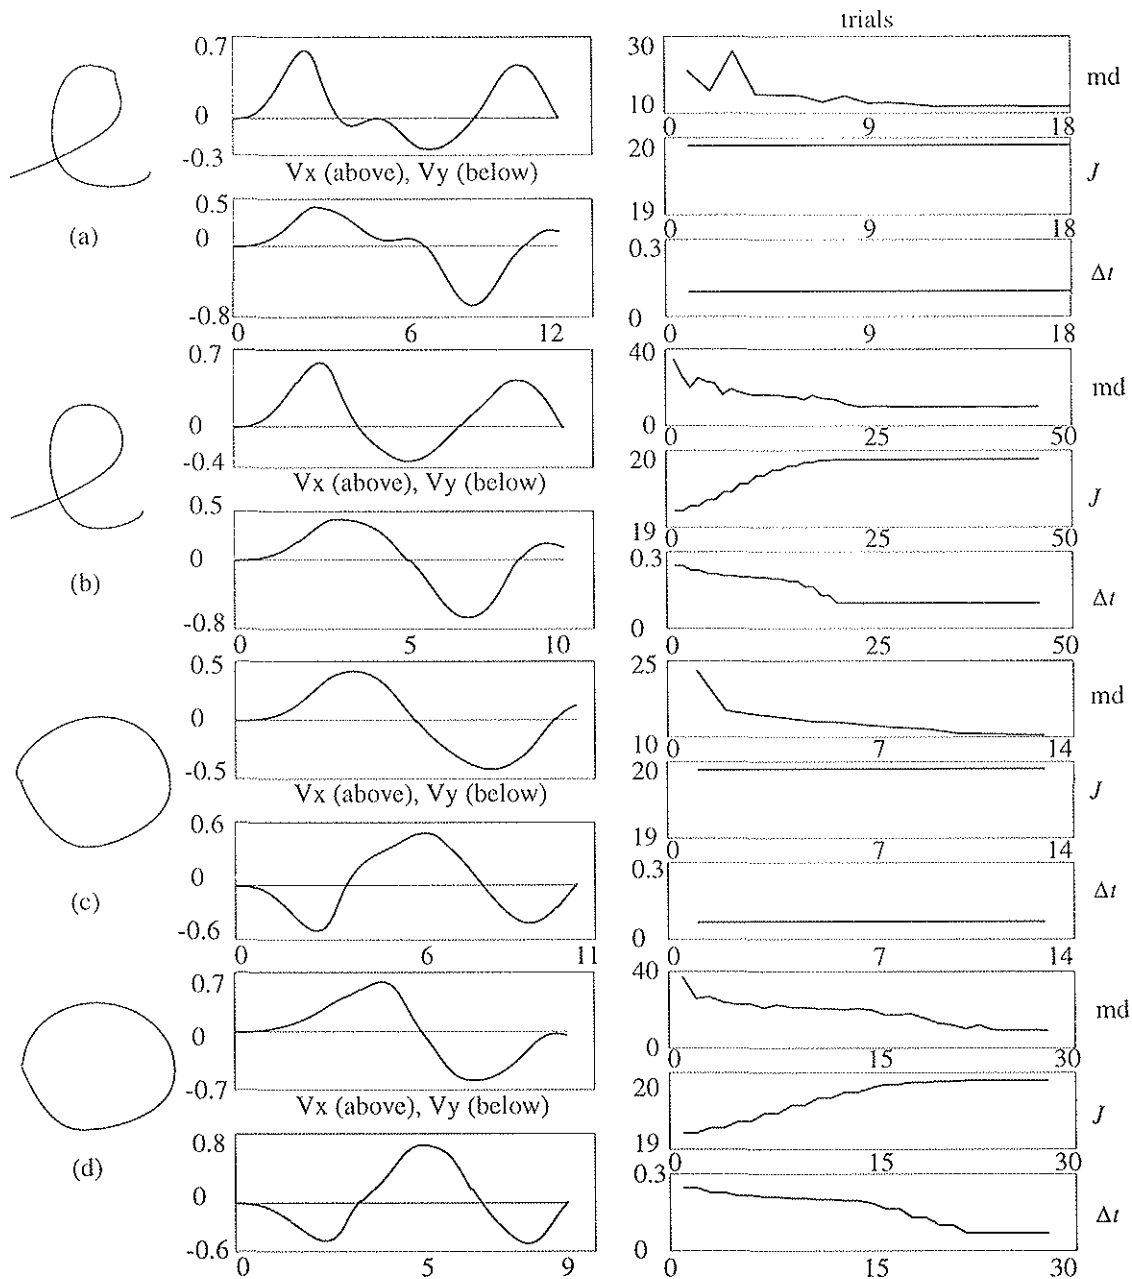 trials
0.7
0
-0.3
Vx (above), Vy (below)
0.5
0
-0.8
0 6 12
(a)
30
10
0 9 18
md
20
19
0 9 18
J
0.3
0
0 9 18
Δt
0.7
0
-0.4
Vx (above), Vy (below)
0.5
0
-0.8
0 5 10
(b)
40
0
0 25 50
md
20
19
0 25 50
J
0.3
0
0 25 50
Δt
0.5
0
-0.5
Vx (above), Vy (below)
0.6
0
-0.6
0 6 11
(c)
25
10
0 7 14
md
20
19
0 7 14
J
0.3
0
0 7 14
Δt
0.7
0
-0.7
Vx (above), Vy (below)
0.8
0
-0.6
0 5 9
(d)
40
0
0 15 30
md
20
19
0 15 30
J
0.3
0
0 15 30
Δt